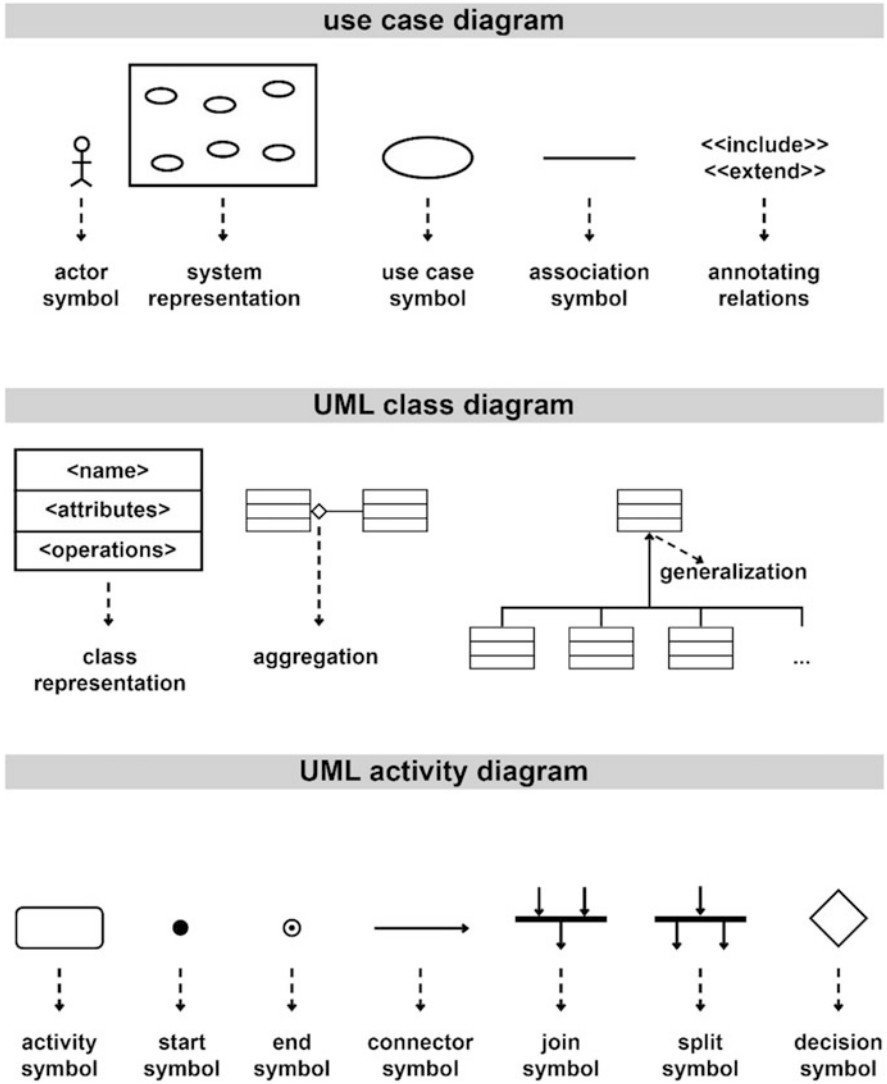 use case diagram
<<include>>
<<extend>>
actor
symbol
system
representation
use case
symbol
association
symbol
annotating
relations
UML class diagram
<name>
<attributes>
<operations>
generalization
class
representation
aggregation
...
UML activity diagram
activity
symbol
start
symbol
end
symbol
connector
symbol
join
symbol
split
symbol
decision
symbol